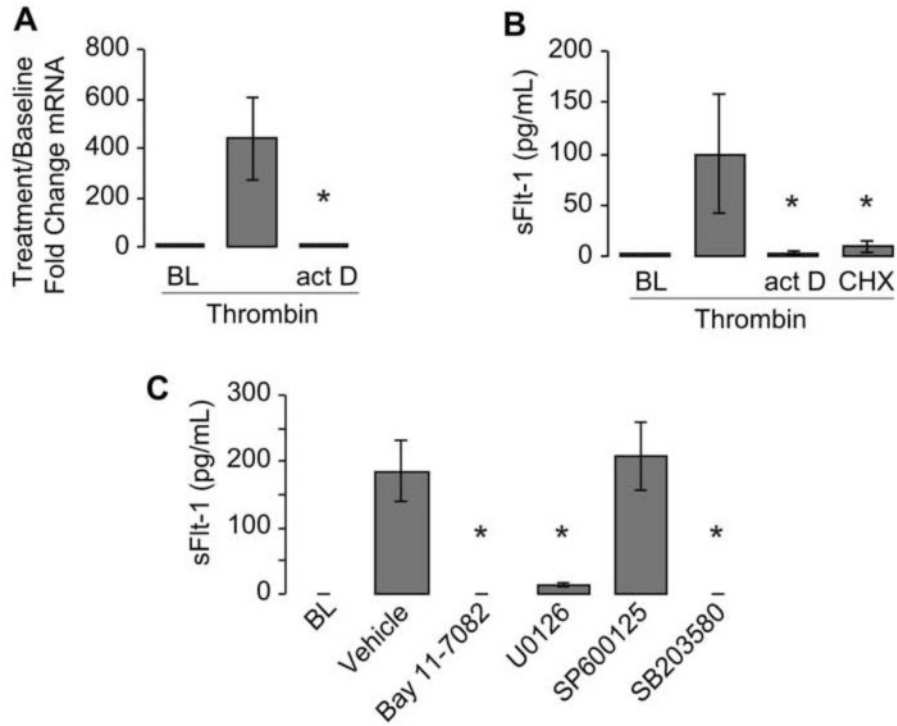 A
Treatment/Baseline
Fold Change mRNA
800
600
400
200
0
*
BL
act D
Thrombin
B
sFlt-1 (pg/mL)
200
150
100
50
0
* *
BL
act D CHX
Thrombin
C
sFlt-1 (pg/mL)
300
200
100
0
* * *
BL
Vehicle
Bay 11-7082
U0126
SP600125
SB203580